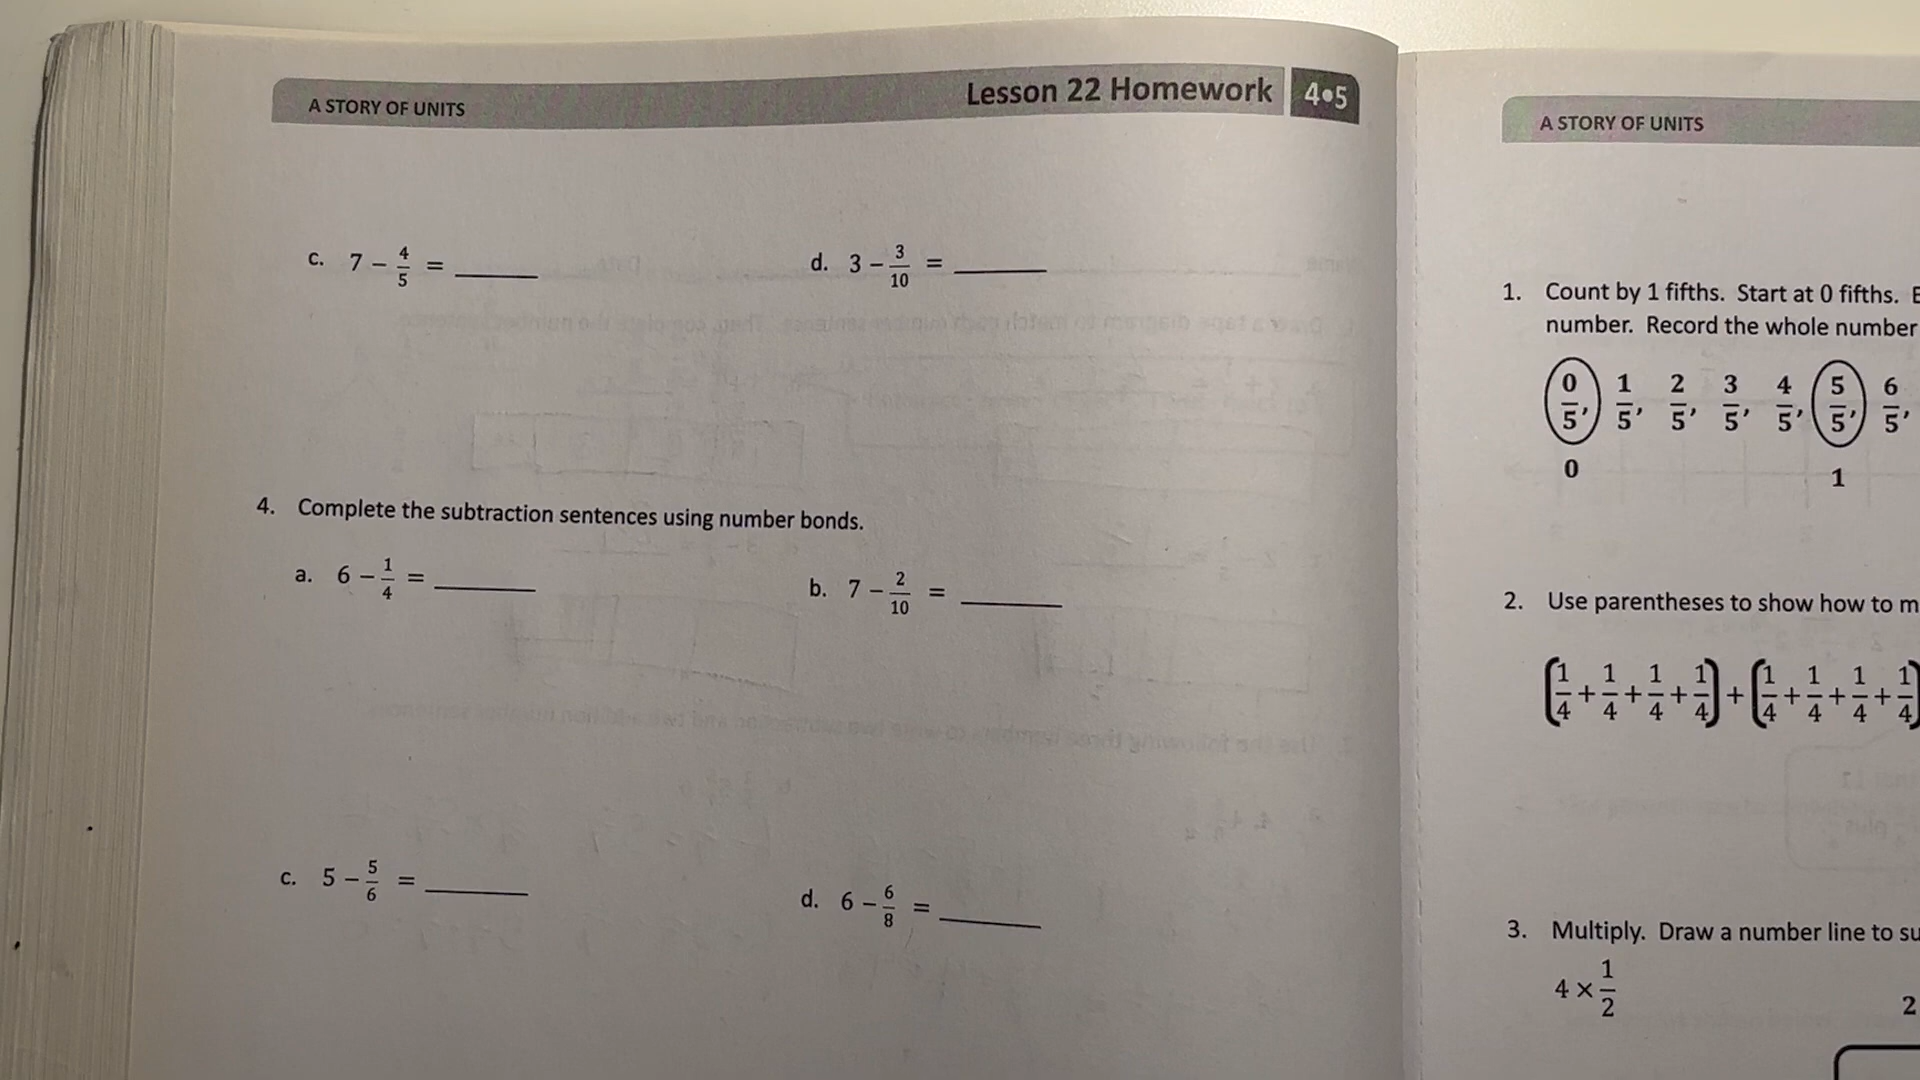 A STORY OF UNITS
Lesson 22 Homework 4•5
c. 7 − 4/5 = ______
d. 3 − 3/10 = ______
4. Complete the subtraction sentences using number bonds.
a. 6 − 1/4 = ______
b. 7 − 2/10 = ______
c. 5 − 5/6 = ______
d. 6 − 6/8 = ______
A STORY OF UNITS
1. Count by 1 fifths. Start at 0 fifths.
number. Record the whole number
0/5, 1/5, 2/5, 3/5, 4/5, 5/5, 6/5,
0 1
2. Use parentheses to show how to m
(1/4 + 1/4 + 1/4 + 1/4) + (1/4 + 1/4 + 1/4 + 1/4)
3. Multiply. Draw a number line to su
4 × 1/2
2